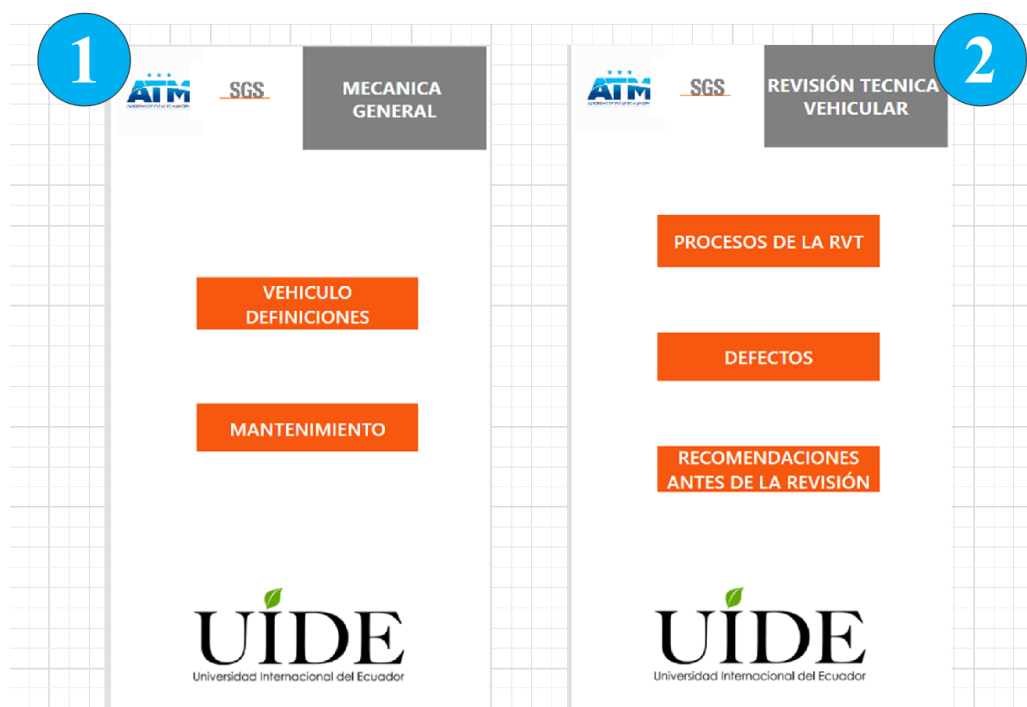 1
ATM
SGS
MECANICA
GENERAL
VEHICULO
DEFINICIONES
MANTENIMIENTO
UIDE
Universidad Internacional del Ecuador
2
ATM
SGS
REVISIÓN TECNICA
VEHICULAR
PROCESOS DE LA RVT
DEFECTOS
RECOMENDACIONES
ANTES DE LA REVISIÓN
UIDE
Universidad Internacional del Ecuador